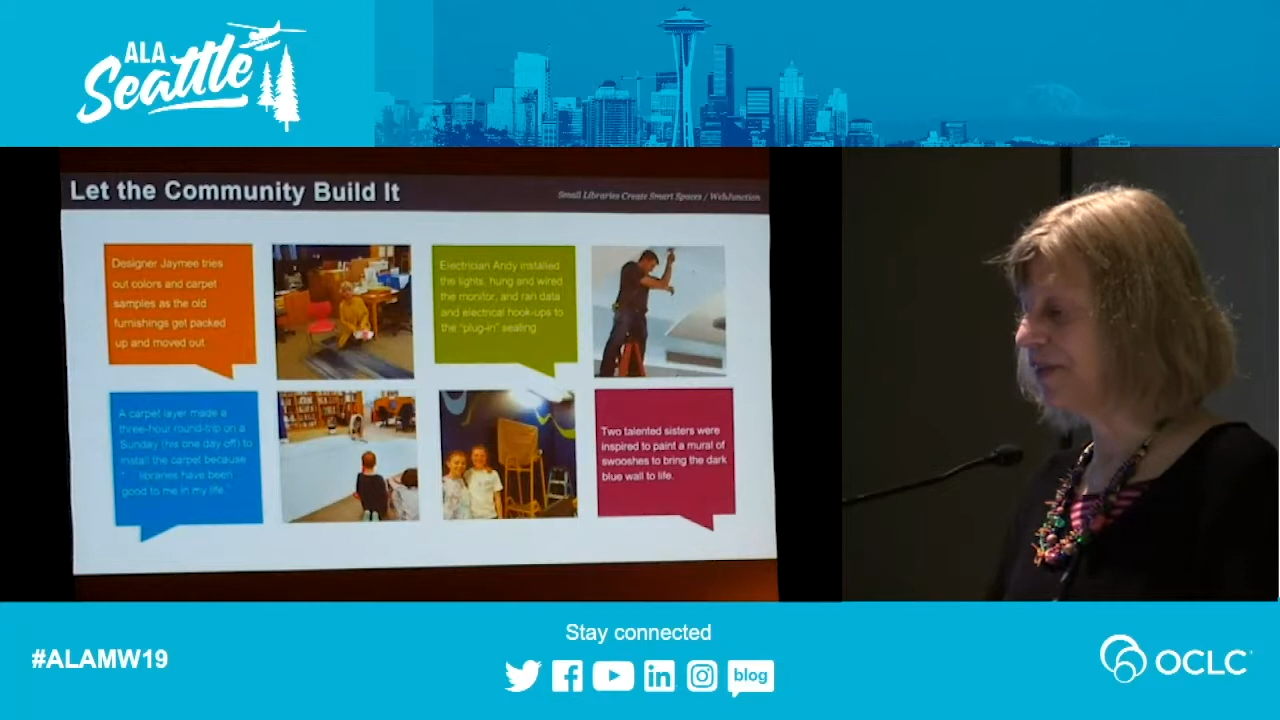 ALA
Seattle
Let the Community Build It
Small Libraries Create Smart Spaces / WebJunction
Designer Jaymee tries
out colors and carpet
samples as the old
furnishings get packed
up and moved out
Electrician Andy installed
the lights, hung and wired
the monitor, and ran data
and electrical hook-ups to
the "plug-in" seating
A carpet layer made a
three-hour round-trip on a
Sunday (his one day off) to
install the carpet because
"...libraries have been
good to me in my life."
Two talented sisters were
inspired to paint a mural of
swooshes to bring the dark
blue wall to life.
Stay connected
#ALAMW19
blog
OCLC